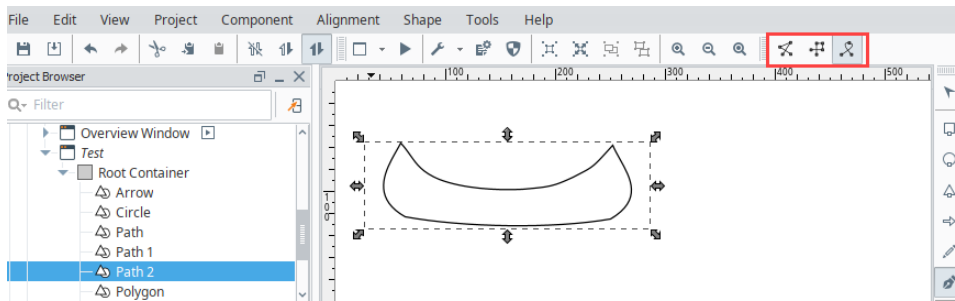 File Edit View Project Component Alignment Shape Tools Help
Project Browser
100 200 300 400 500
Filter
Overview Window
Test
Root Container
Arrow
Circle
Path
Path 1
Path 2
Polygon
100